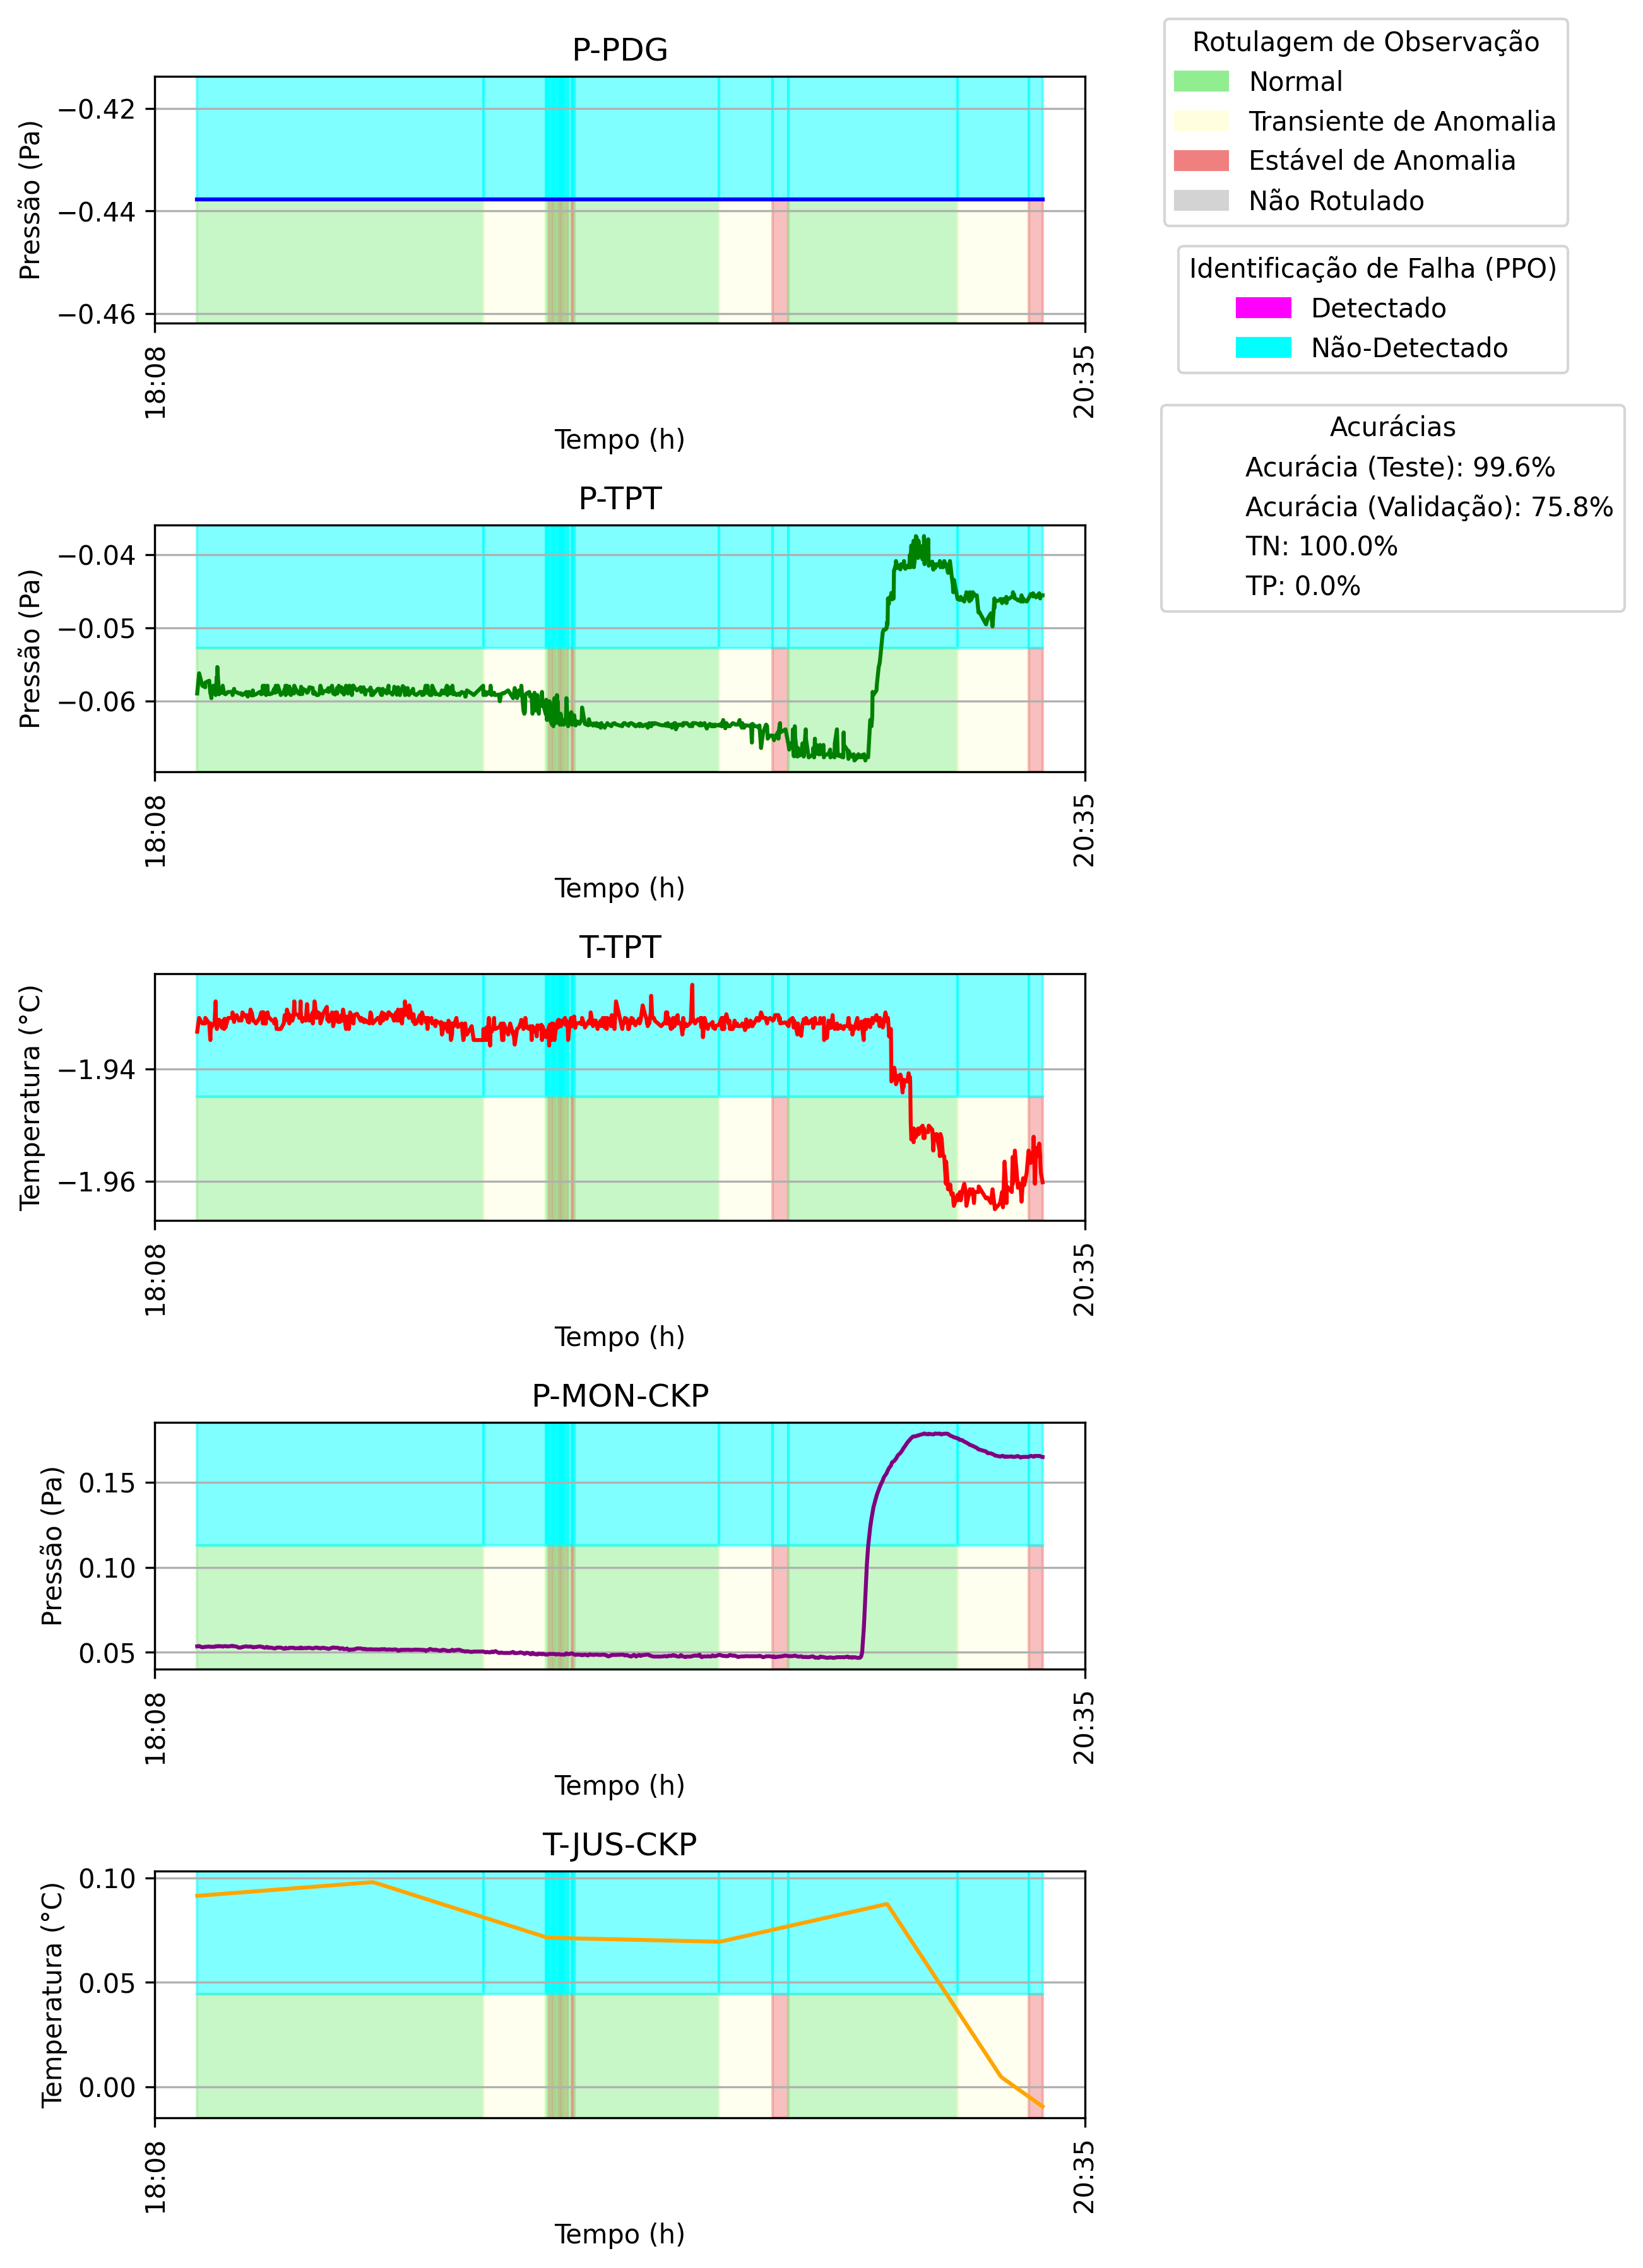 P-PDG
Pressão (Pa)
−0.42
−0.44
−0.46
18:08
20:35
Tempo (h)
P-TPT
Pressão (Pa)
−0.04
−0.05
−0.06
18:08
20:35
Tempo (h)
T-TPT
Temperatura (°C)
−1.94
−1.96
18:08
20:35
Tempo (h)
P-MON-CKP
Pressão (Pa)
0.15
0.10
0.05
18:08
20:35
Tempo (h)
T-JUS-CKP
Temperatura (°C)
0.10
0.05
0.00
18:08
20:35
Tempo (h)
Rotulagem de Observação
Normal
Transiente de Anomalia
Estável de Anomalia
Não Rotulado
Identificação de Falha (PPO)
Detectado
Não-Detectado
Acurácias
Acurácia (Teste): 99.6%
Acurácia (Validação): 75.8%
TN: 100.0%
TP: 0.0%